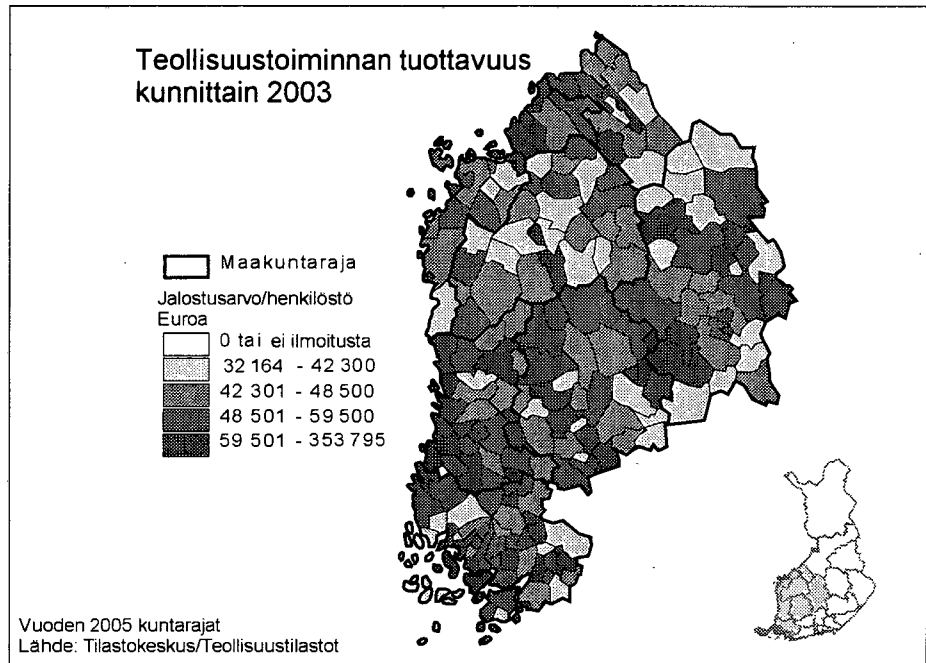 Teollisuustoiminnan tuottavuus
kunnittain 2003
Maakuntaraja
Jalostusarvo/henkilöstö
Euroa
0 tai ei ilmoitusta
32 164 - 42 300
42 301 - 48 500
48 501 - 59 500
59 501 - 353 795
Vuoden 2005 kuntarajat
Lähde: Tilastokeskus/Teollisuustilastot